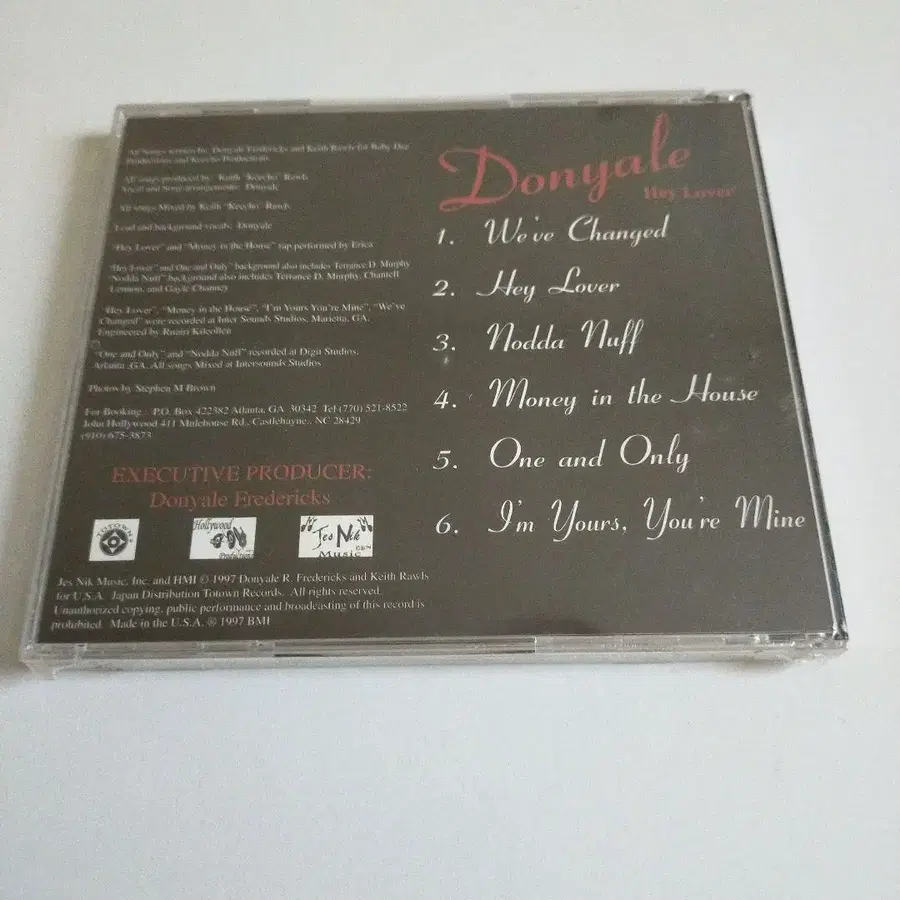 All Songs written by: Donyale Fredericks and Keith Rawls for Baby Dee
Productions and Keecho Productions
All songs produced by: Keith "Keecho" Rawls
Vocal and Song arrangements: Donyale
All songs Mixed by Keith "Keecho" Rawls
Lead and background vocals: Donyale
"Hey Lover" and "Money in the House" rap performed by Erica
"Hey Lover" and One and Only" background also includes Terrance D. Murphy
"Nodda Nuff" background also includes Terrance D. Murphy, Chantell
Lennon, and Gayle Channey
"Hey Lover", "Money in the House", "I'm Yours You're Mine", "We've
Changed" were recorded at Inter Sounds Studios, Marietta, GA.
Engineered by Ruairi
"One and Only" and "Nodda Nuff" recorded at Digit Studios,
Atlanta ,GA. All songs Mixed at Intersounds Studios
Photos by Stephen M Brown
For Booking: P.O. Box 422382 Atlanta, GA 30342 Tel (770) 521-8522
John Hollywood 411 Mulehouse Rd., Castlehayne., NC 28429
(910) 675-3873
EXECUTIVE PRODUCER:
Donyale Fredericks
TOTOWN
Hollywood
Jes Nik
Music
Jes Nik Music, Inc. and HMI © 1997 Donyale R. Fredericks and Keith Rawls
for U.S.A. Japan Distribution Totown Records. All rights reserved.
Unauthorized copying, public performance and broadcasting of this record is
prohibited. Made in the U.S.A. ℗ 1997 BMI
Donyale
Hey Lover
1. We've Changed
2. Hey Lover
3. Nodda Nuff
4. Money in the House
5. One and Only
6. I'm Yours, You're Mine